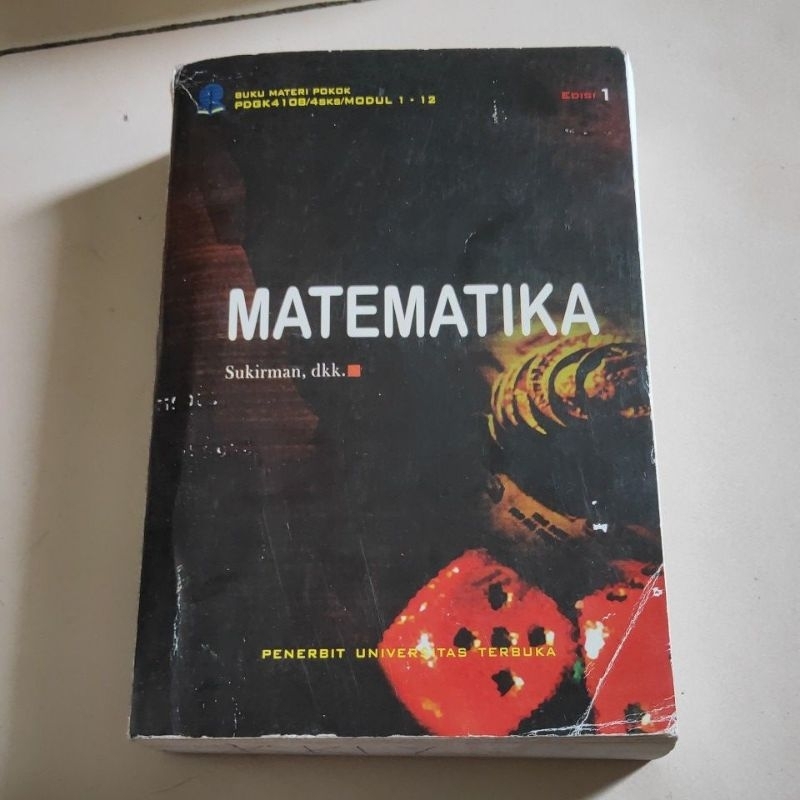 BUKU MATERI POKOK
PDGK4108/4SKS/MODUL 1 - 12
EDISI 1
MATEMATIKA
Sukirman, dkk.
PENERBIT UNIVERSITAS TERBUKA